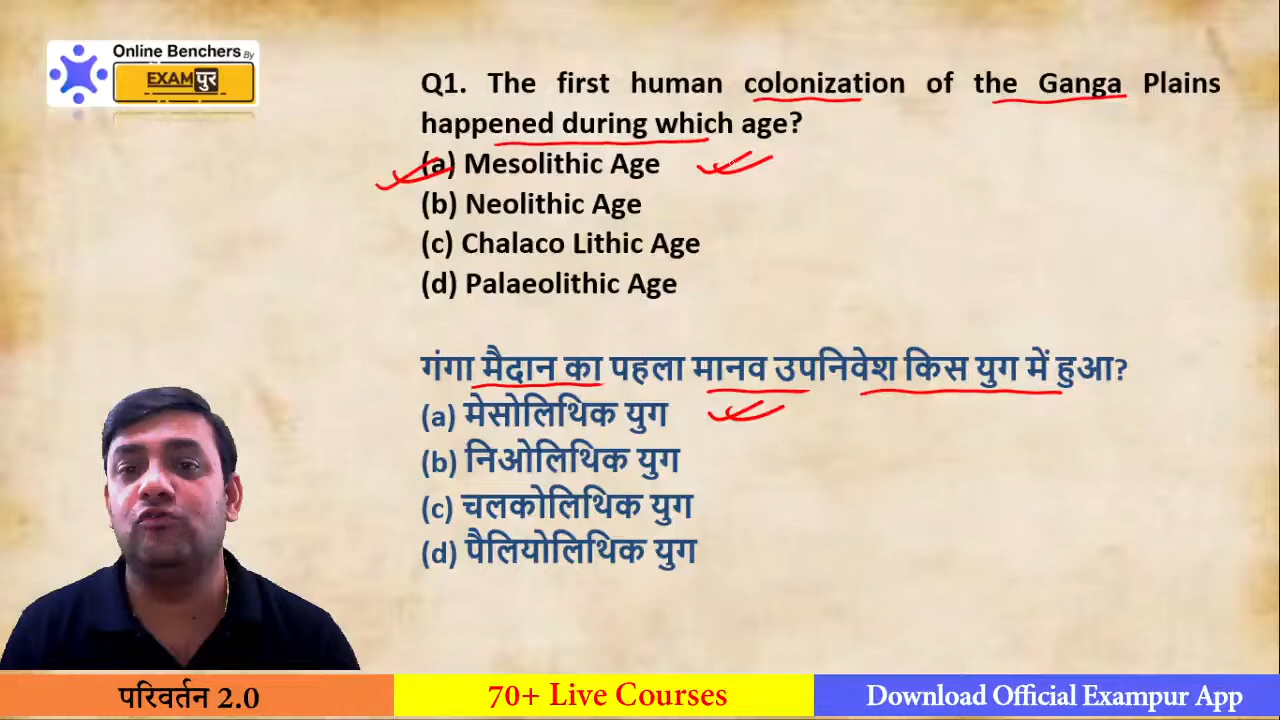 Online Benchers By
EXAMपुर
Q1. The first human colonization of the Ganga Plains
happened during which age?
(a) Mesolithic Age
(b) Neolithic Age
(c) Chalaco Lithic Age
(d) Palaeolithic Age
गंगा मैदान का पहला मानव उपनिवेश किस युग में हुआ?
(a) मेसोलिथिक युग
(b) निओलिथिक युग
(c) चलकोलिथिक युग
(d) पैलियोलिथिक युग
परिवर्तन 2.0
70+ Live Courses
Download Official Exampur App